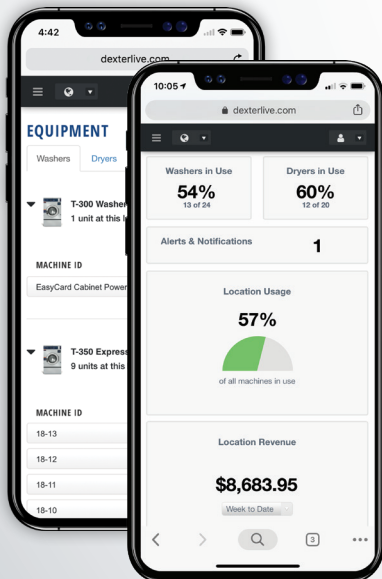 4:42
dexterlive.com
EQUIPMENT
Washers
Dryers
T-300 Washer
1 unit at this
MACHINE ID
EasyCard Cabinet Power
T-350 Express
9 units at this
MACHINE ID
18-13
18-12
18-11
18-10
10:05
dexterlive.com
Washers in Use
54%
13 of 24
Dryers in Use
60%
12 of 20
Alerts & Notifications
1
Location Usage
57%
of all machines in use
Location Revenue
$8,683.95
Week to Date
3